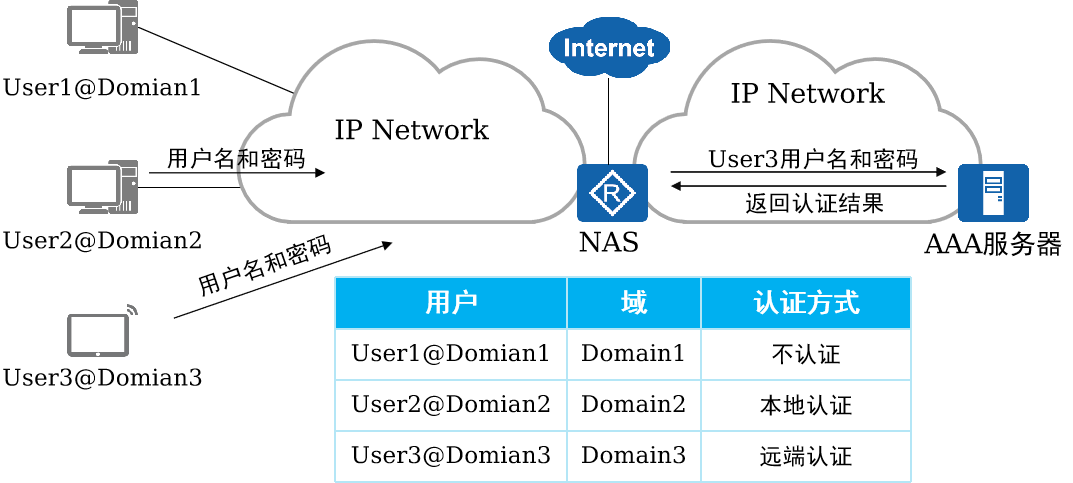 User1@Domian1
User2@Domian2
User3@Domian3
用户名和密码
用户名和密码
IP Network
Internet
NAS
IP Network
User3用户名和密码
返回认证结果
AAA服务器
用户 域 认证方式
User1@Domian1 Domain1 不认证
User2@Domian2 Domain2 本地认证
User3@Domian3 Domain3 远端认证
R